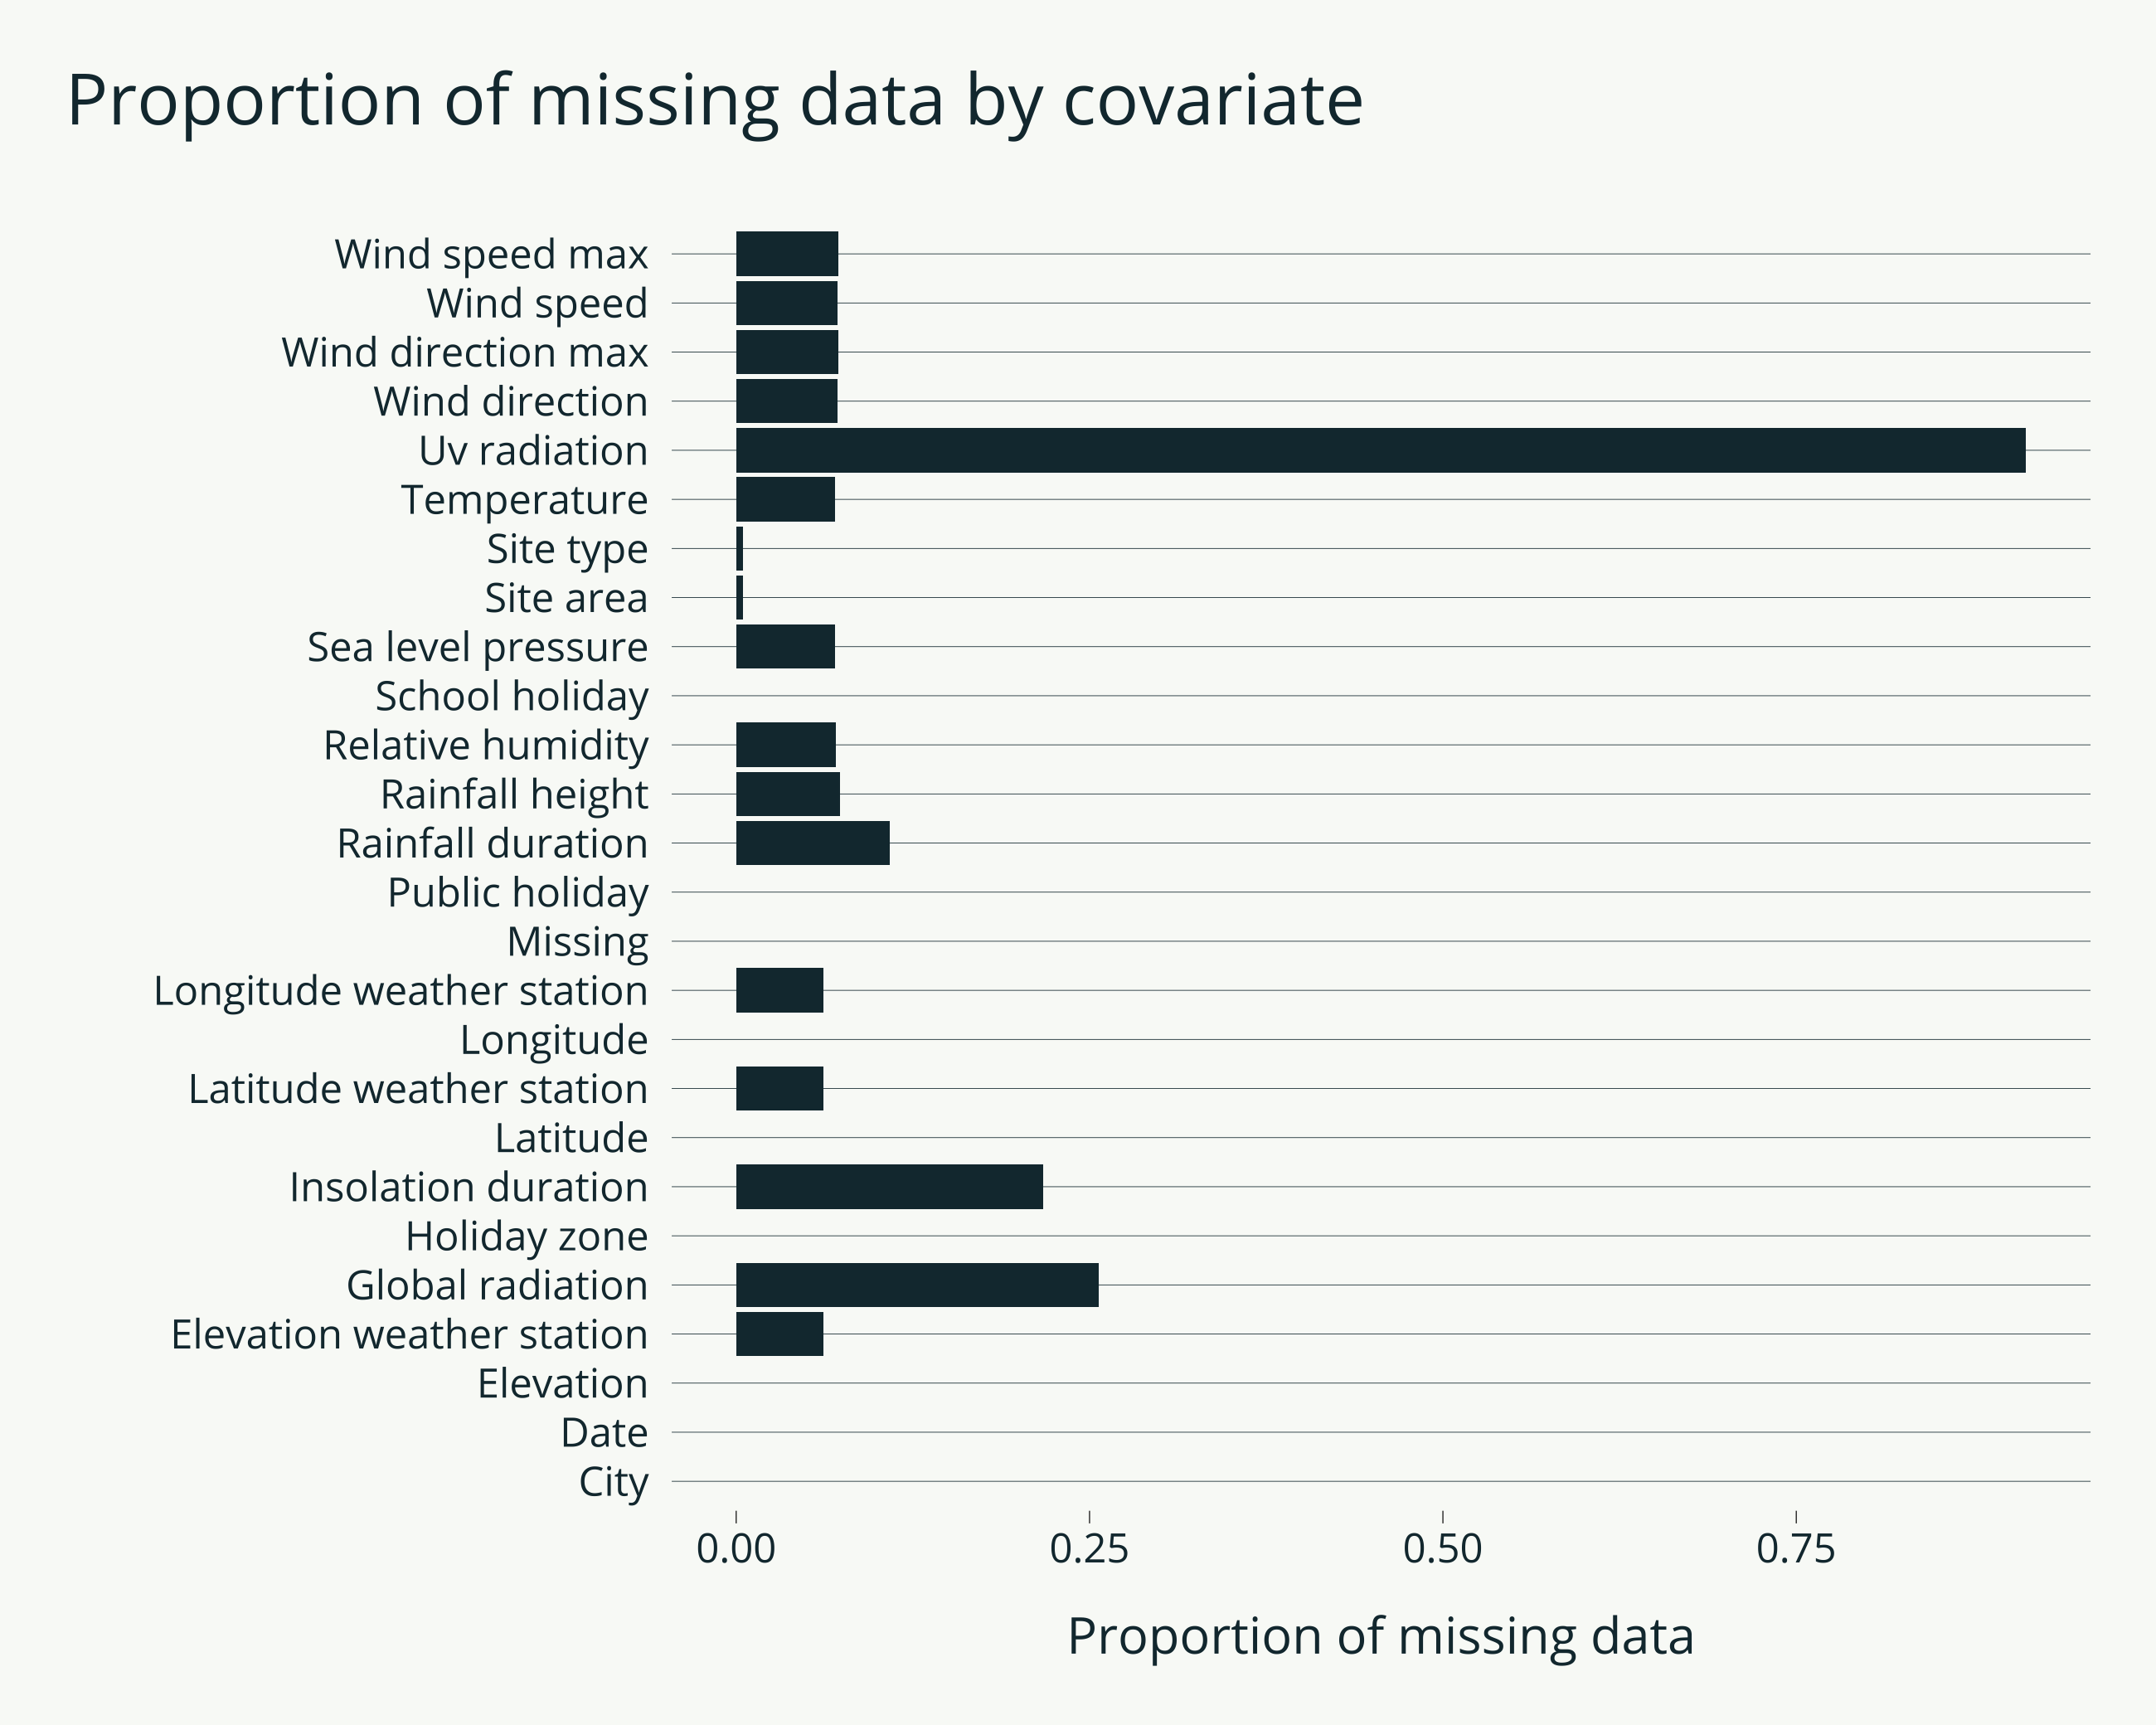 Proportion of missing data by covariate
Wind speed max
Wind speed
Wind direction max
Wind direction
Uv radiation
Temperature
Site type
Site area
Sea level pressure
School holiday
Relative humidity
Rainfall height
Rainfall duration
Public holiday
Missing
Longitude weather station
Longitude
Latitude weather station
Latitude
Insolation duration
Holiday zone
Global radiation
Elevation weather station
Elevation
Date
City
0.00 0.25 0.50 0.75
Proportion of missing data